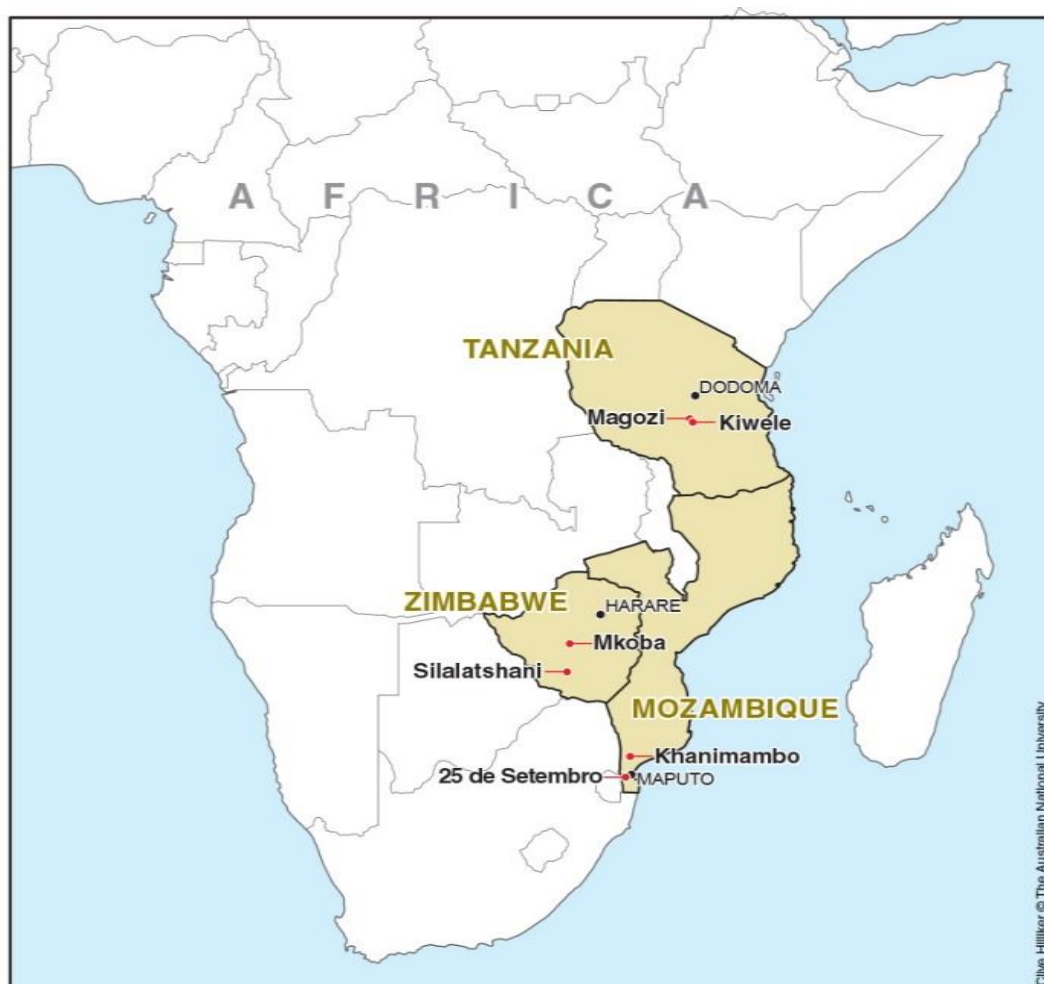 A F R I C A
TANZANIA
DODOMA
Magozi
Kiwele
ZIMBABWE
HARARE
Mkoba
Silalatshani
MOZAMBIQUE
Khanimambo
25 de Setembro
MAPUTO
Clive Hilliker © The Australian National University